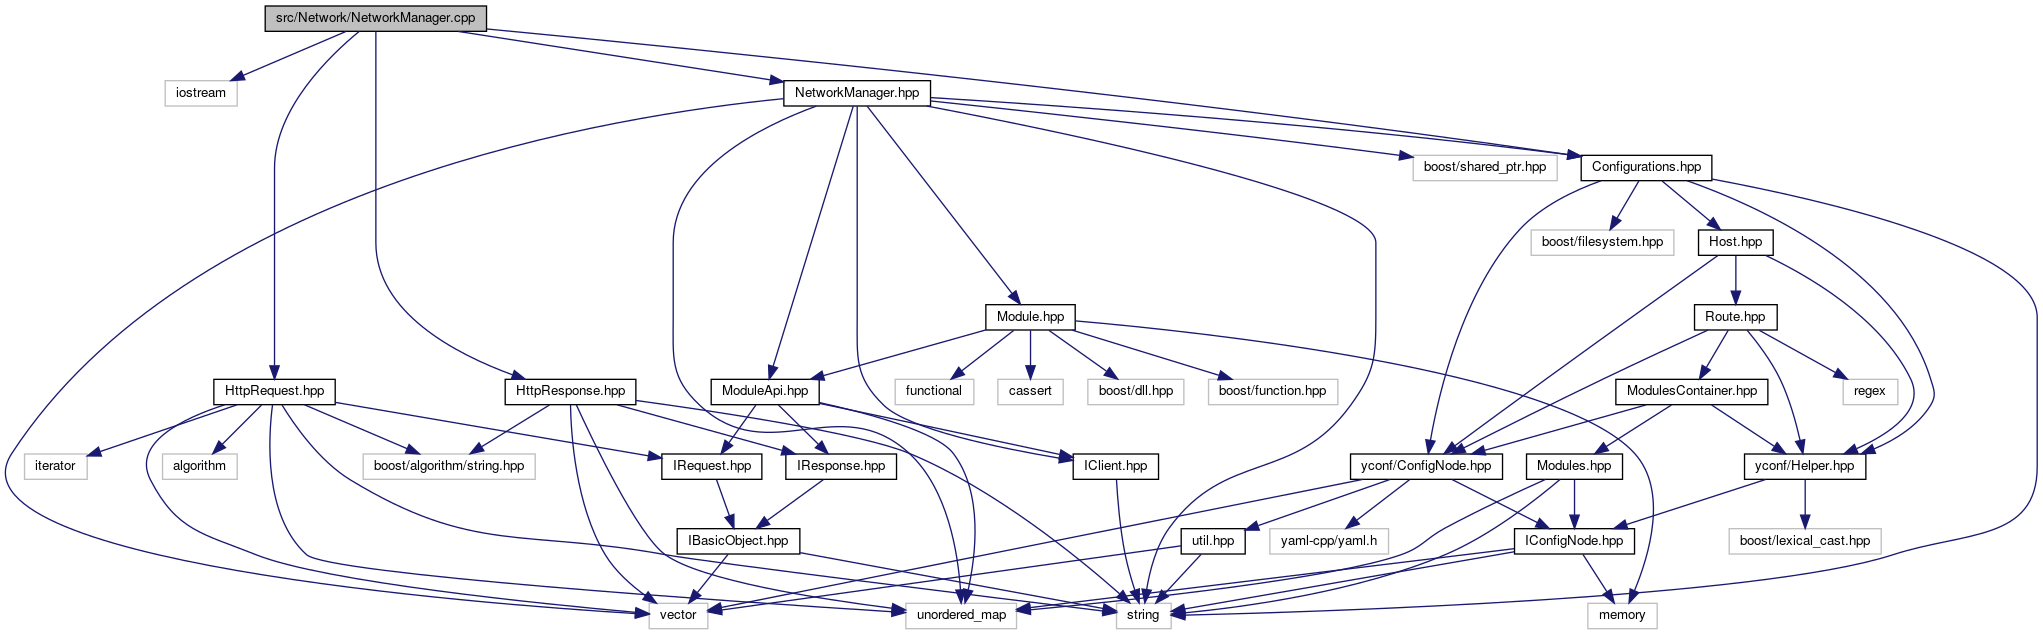 src/Network/NetworkManager.cpp
iostream
NetworkManager.hpp
boost/shared_ptr.hpp
Configurations.hpp
boost/filesystem.hpp
Host.hpp
Module.hpp
Route.hpp
HttpRequest.hpp
HttpResponse.hpp
ModuleApi.hpp
functional
cassert
boost/dll.hpp
boost/function.hpp
ModulesContainer.hpp
regex
iterator
algorithm
boost/algorithm/string.hpp
IRequest.hpp
IResponse.hpp
IClient.hpp
yconf/ConfigNode.hpp
Modules.hpp
yconf/Helper.hpp
IBasicObject.hpp
util.hpp
yaml-cpp/yaml.h
IConfigNode.hpp
boost/lexical_cast.hpp
vector
unordered_map
string
memory